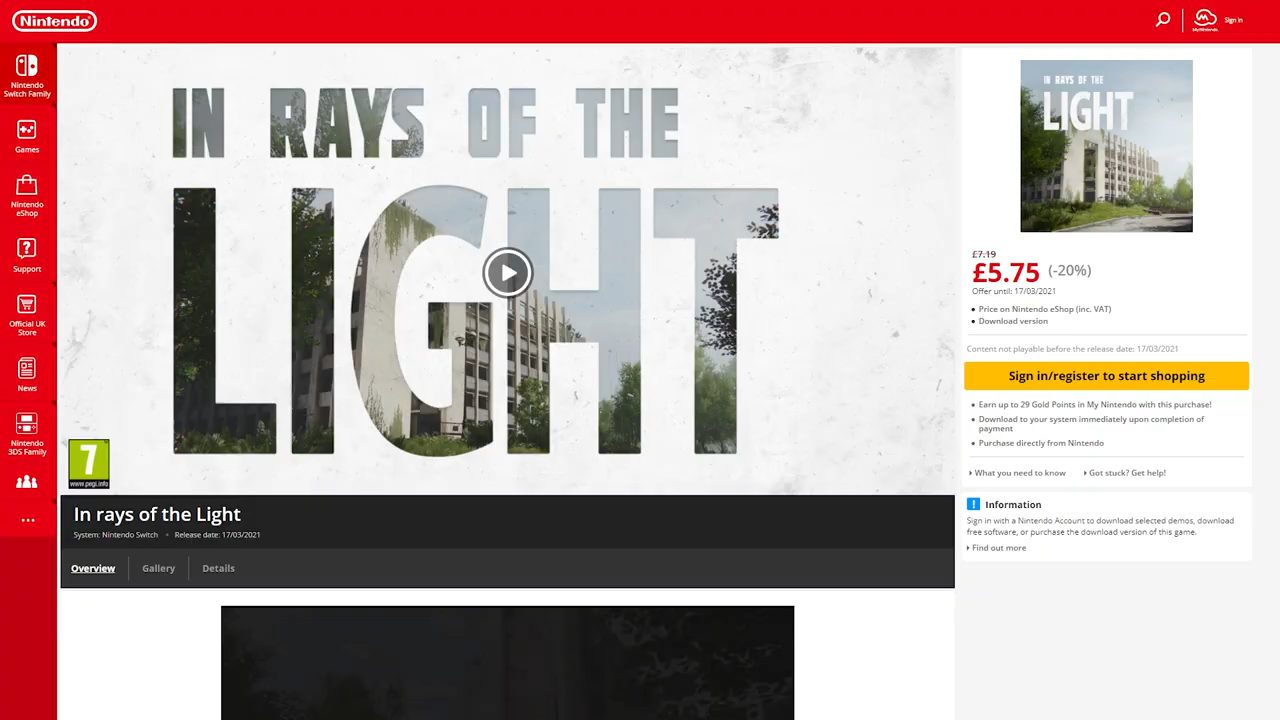 Nintendo
My Nintendo
Sign in
Nintendo
Switch Family
Games
Nintendo
eShop
Support
Official UK
Store
News
Nintendo
3DS Family
...
IN RAYS OF THE
LIGHT
7
www.pegi.info
In rays of the Light
System: Nintendo Switch • Release date: 17/03/2021
Overview
Gallery
Details
IN RAYS OF THE
LIGHT
£7.19
£5.75 (-20%)
Offer until: 17/03/2021
• Price on Nintendo eShop (inc. VAT)
• Download version
Content not playable before the release date: 17/03/2021
Sign in/register to start shopping
• Earn up to 29 Gold Points in My Nintendo with this purchase!
• Download to your system immediately upon completion of
payment
• Purchase directly from Nintendo
What you need to know
Got stuck? Get help!
! Information
Sign in with a Nintendo Account to download selected demos, download
free software, or purchase the download version of this game.
Find out more